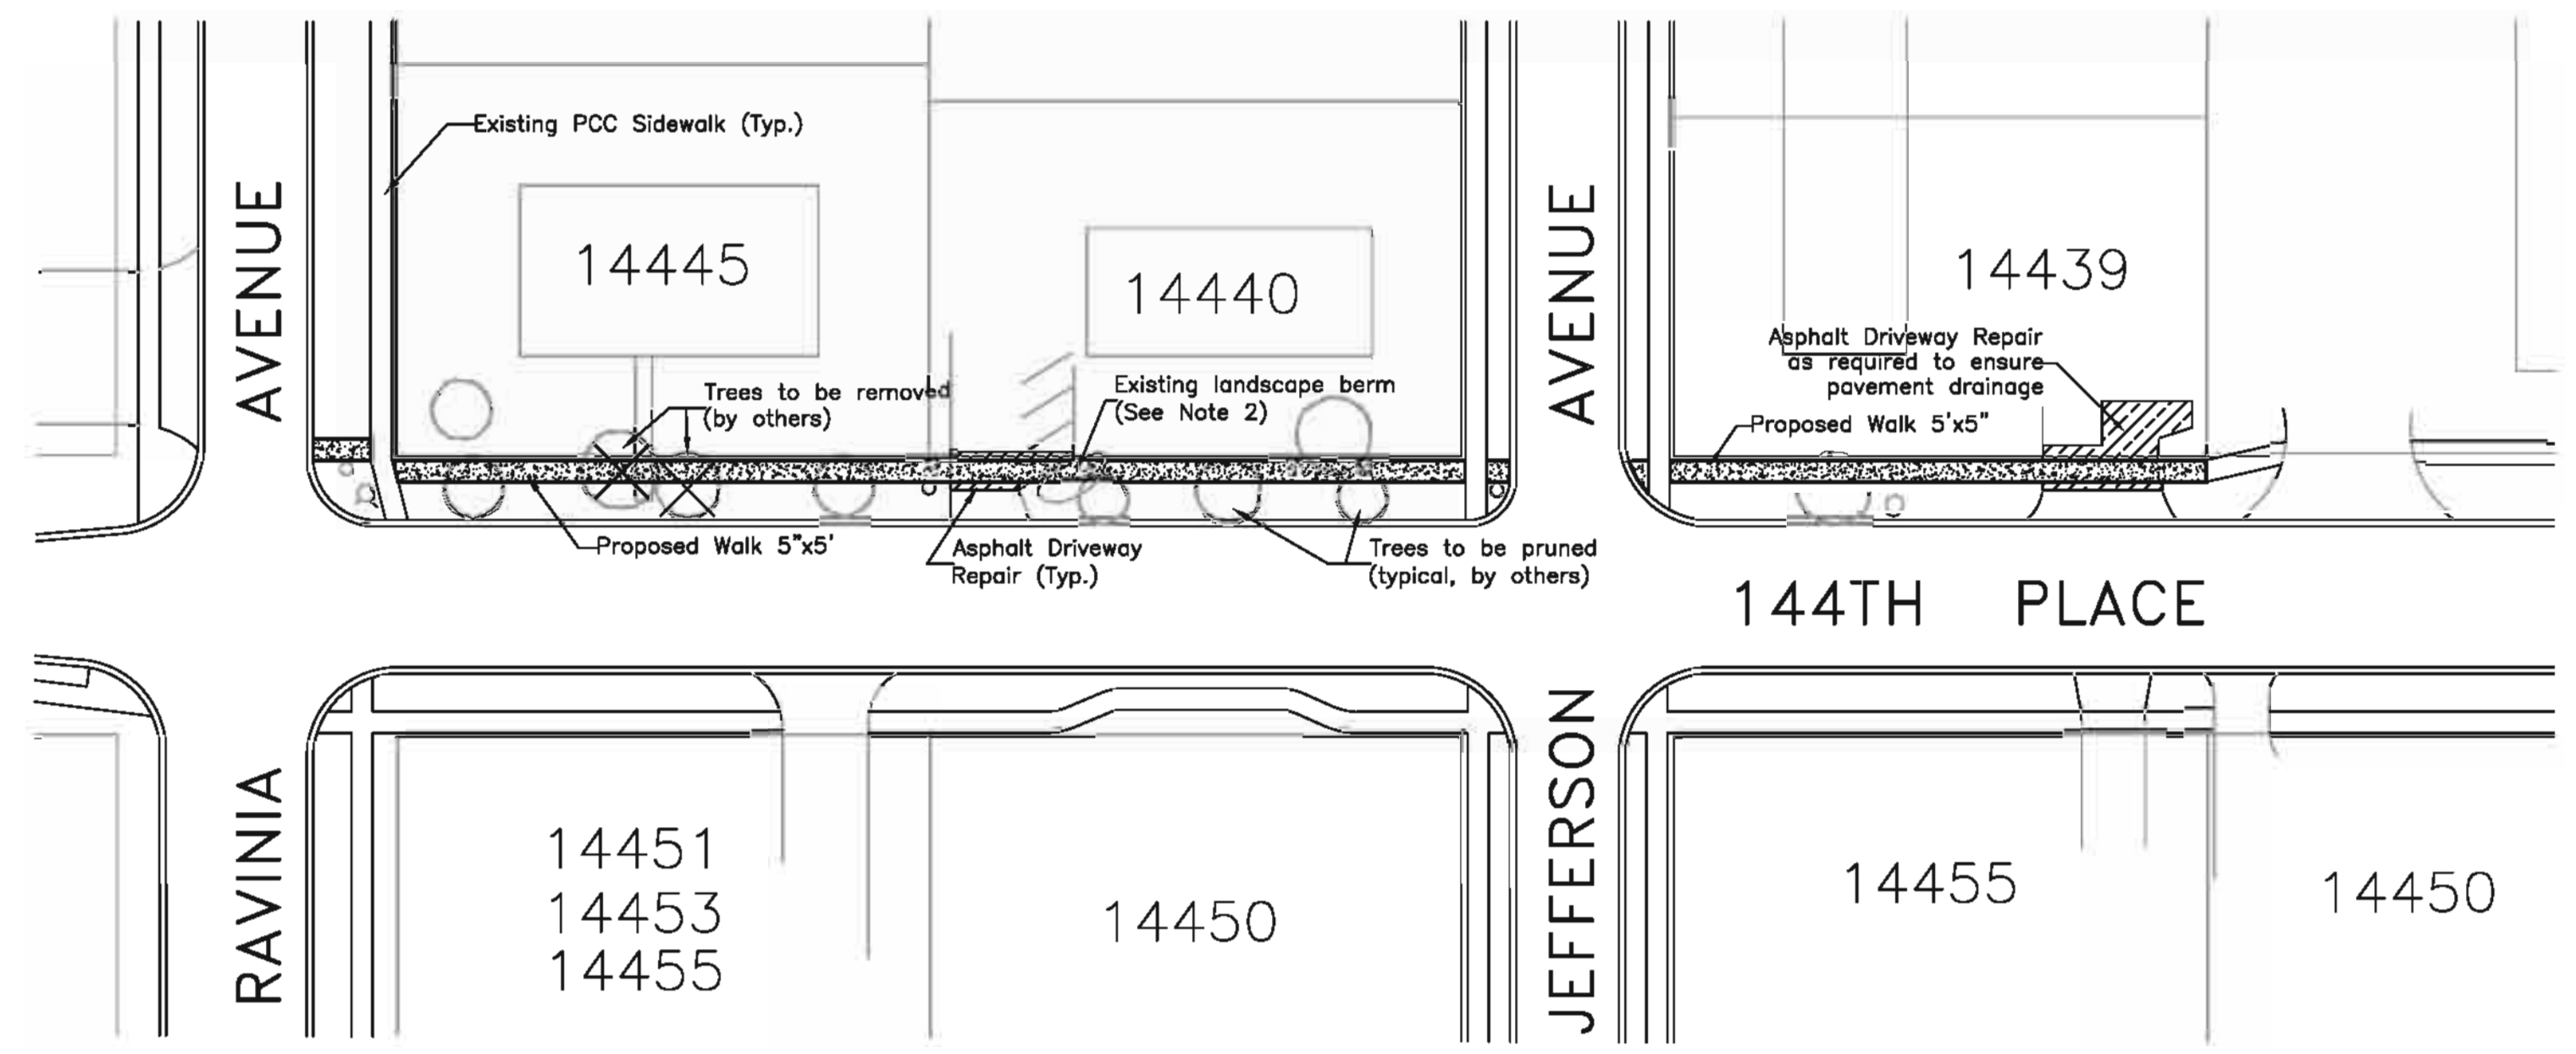 Existing PCC Sidewalk (Typ.)
AVENUE
14445
14440
AVENUE
14439
Asphalt Driveway Repair
as required to ensure
pavement drainage
Trees to be removed
(by others)
Existing landscape berm
(See Note 2)
Proposed Walk 5'x5"
Proposed Walk 5"x5'
Asphalt Driveway
Repair (Typ.)
Trees to be pruned
(typical, by others)
144TH PLACE
RAVINIA
14451
14453
14455
14450
JEFFERSON
14455
14450